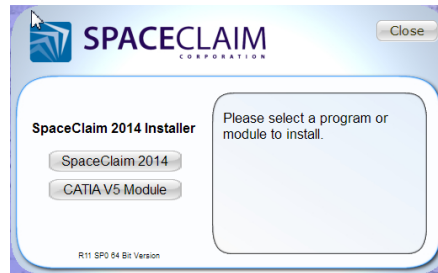 SPACECLAIM
CORPORATION
Close
SpaceClaim 2014 Installer
SpaceClaim 2014
CATIA V5 Module
Please select a program or
module to install.
R11 SP0 64 Bit Version